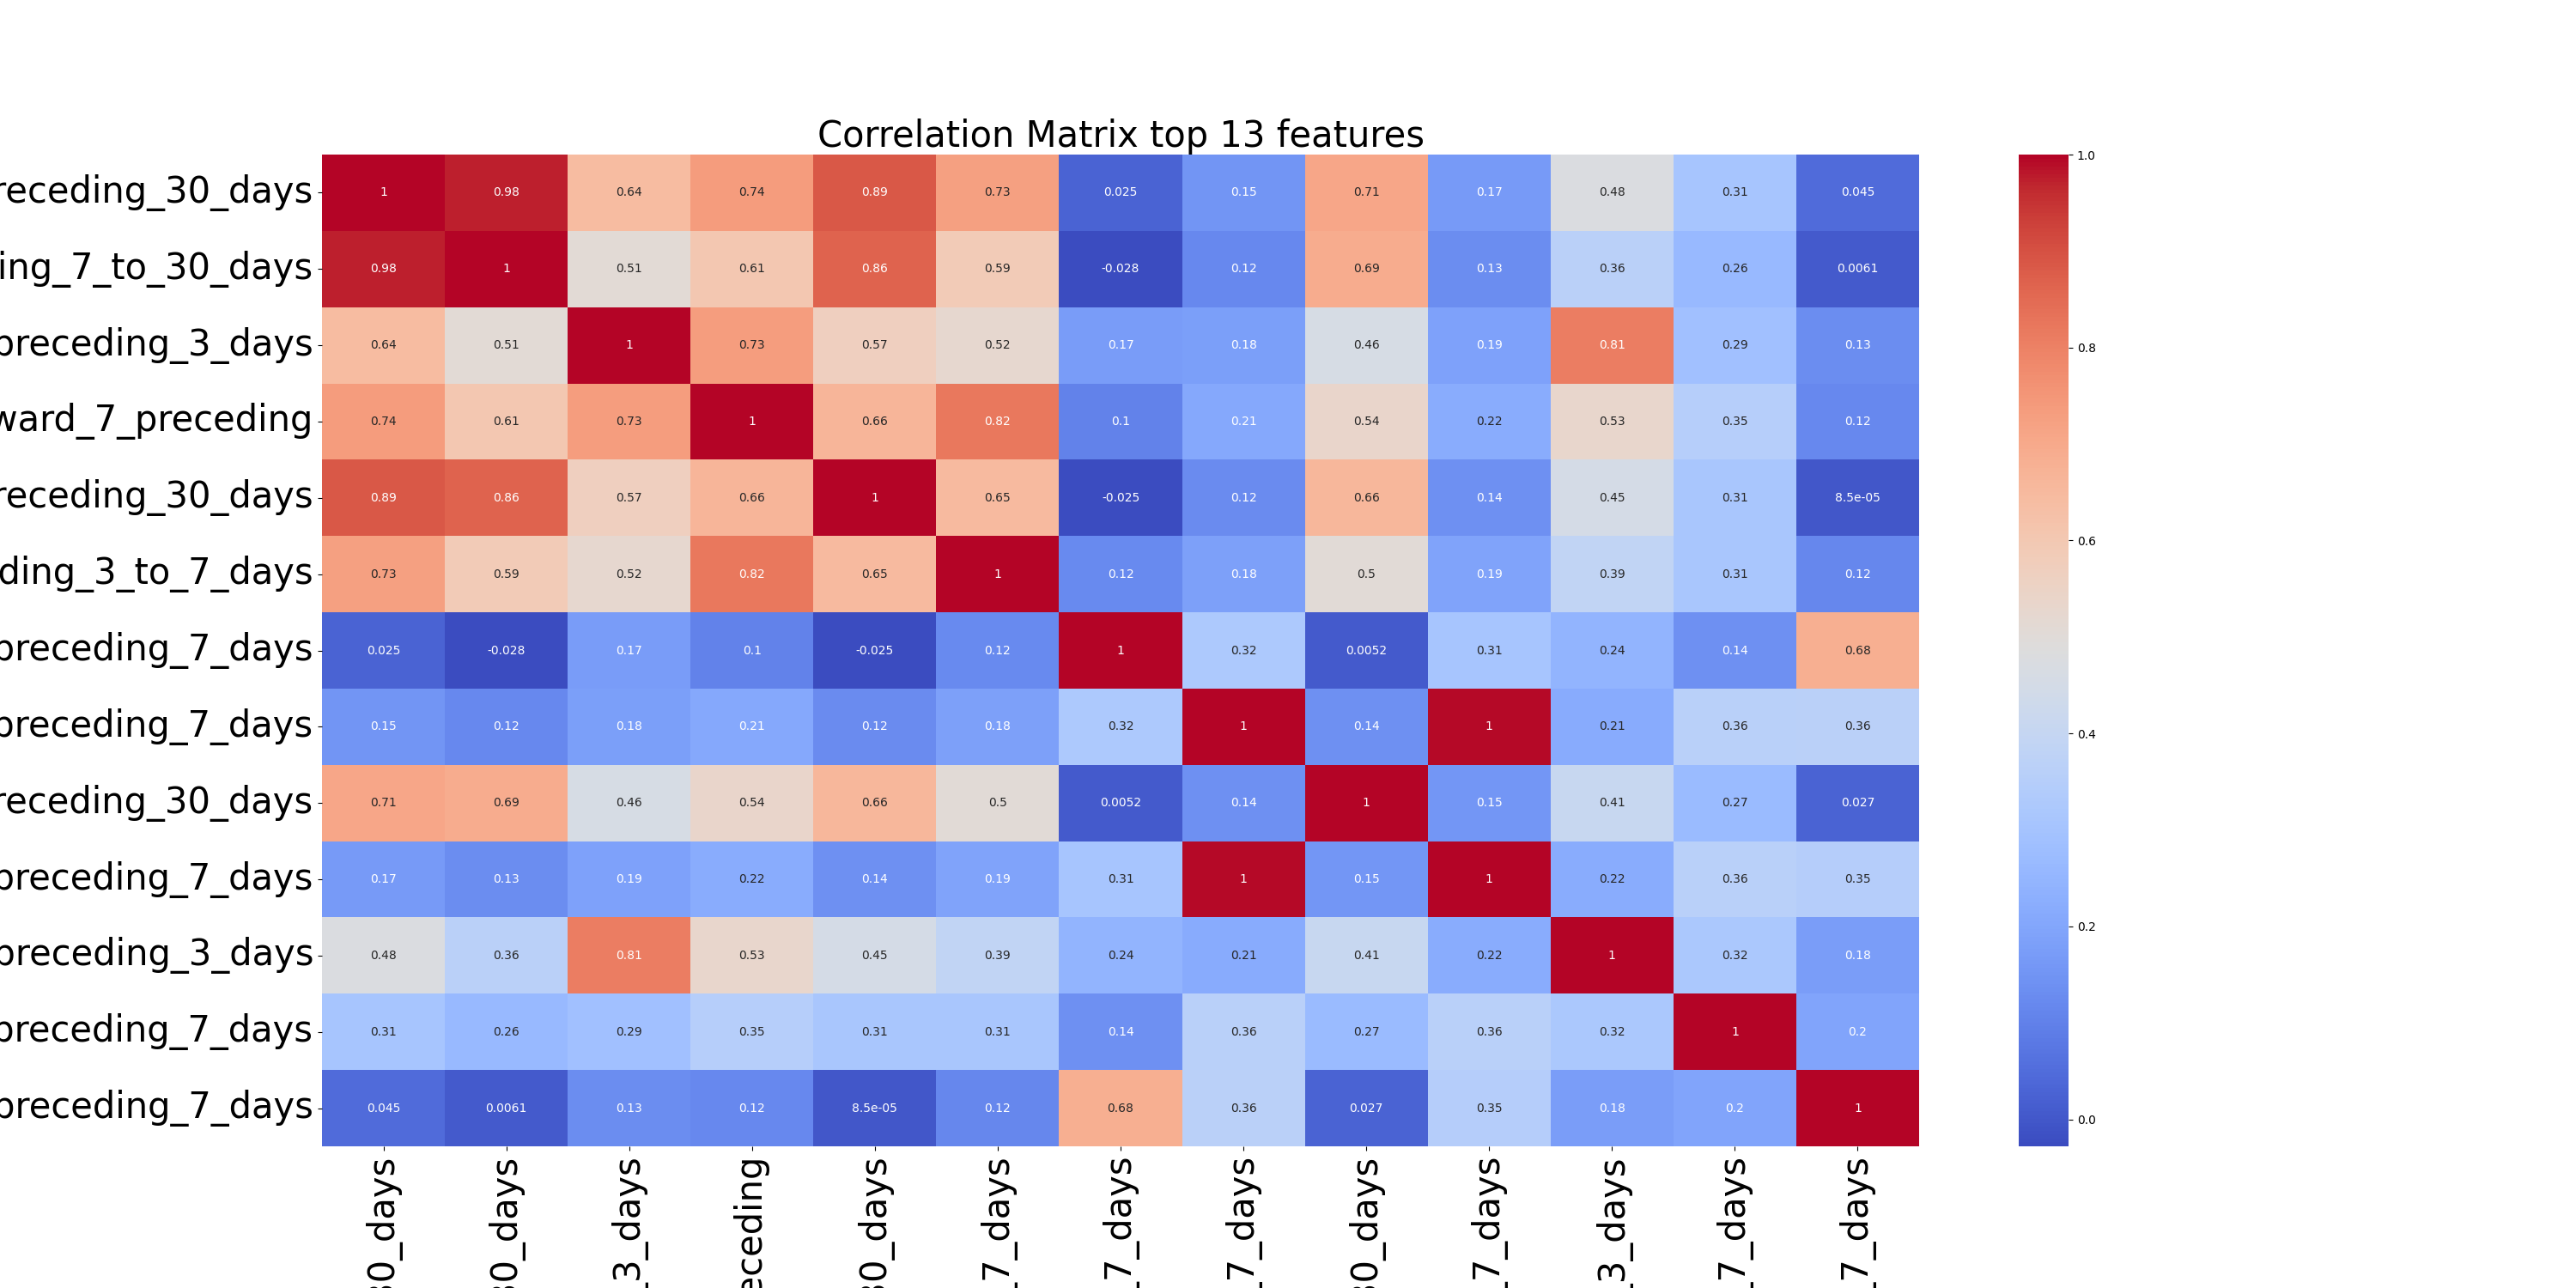 Correlation Matrix top 13 features
receding_30_days 1 0.98 0.64 0.74 0.89 0.73 0.025 0.15 0.71 0.17 0.48 0.31 0.045 1.0
ing_7_to_30_days 0.98 1 0.51 0.61 0.86 0.59 -0.028 0.12 0.69 0.13 0.36 0.26 0.0061
preceding_3_days 0.64 0.51 1 0.73 0.57 0.52 0.17 0.18 0.46 0.19 0.81 0.29 0.13 0.8
ward_7_preceding 0.74 0.61 0.73 1 0.66 0.82 0.1 0.21 0.54 0.22 0.53 0.35 0.12
receding_30_days 0.89 0.86 0.57 0.66 1 0.65 -0.025 0.12 0.66 0.14 0.45 0.31 8.5e-05 0.6
ding_3_to_7_days 0.73 0.59 0.52 0.82 0.65 1 0.12 0.18 0.5 0.19 0.39 0.31 0.12
preceding_7_days 0.025 -0.028 0.17 0.1 -0.025 0.12 1 0.32 0.0052 0.31 0.24 0.14 0.68
preceding_7_days 0.15 0.12 0.18 0.21 0.12 0.18 0.32 1 0.14 1 0.21 0.36 0.36 0.4
receding_30_days 0.71 0.69 0.46 0.54 0.66 0.5 0.0052 0.14 1 0.15 0.41 0.27 0.027
preceding_7_days 0.17 0.13 0.19 0.22 0.14 0.19 0.31 1 0.15 1 0.22 0.36 0.35 0.2
preceding_3_days 0.48 0.36 0.81 0.53 0.45 0.39 0.24 0.21 0.41 0.22 1 0.32 0.18
preceding_7_days 0.31 0.26 0.29 0.35 0.31 0.31 0.14 0.36 0.27 0.36 0.32 1 0.2
preceding_7_days 0.045 0.0061 0.13 0.12 8.5e-05 0.12 0.68 0.36 0.027 0.35 0.18 0.2 1 0.0
30_days 30_days _3_days eceding 30_days _7_days _7_days _7_days 30_days _7_days _3_days _7_days _7_days